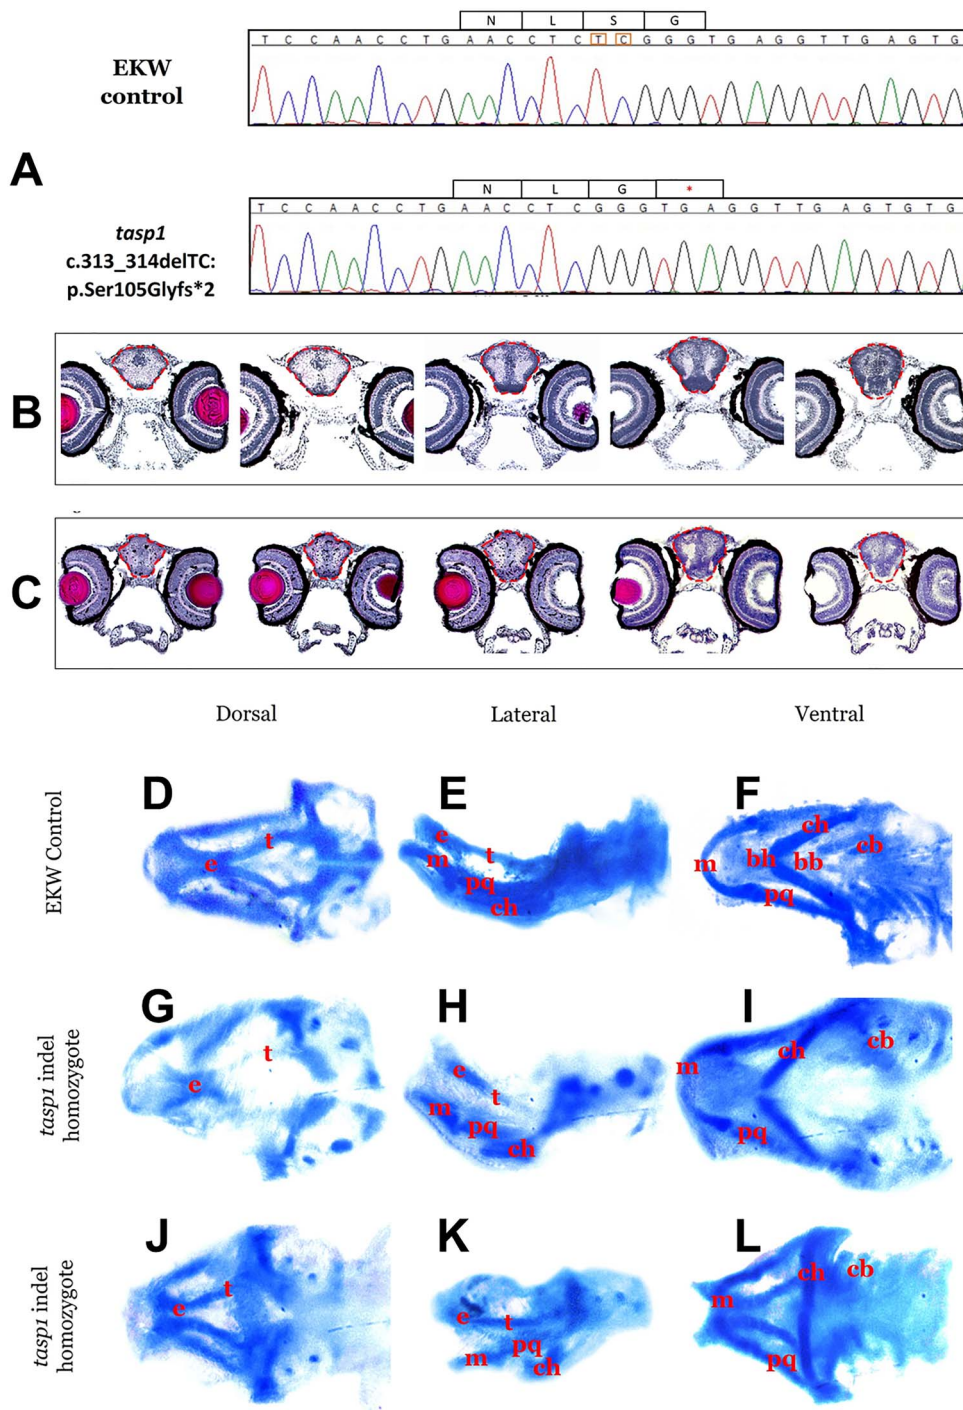 N L S G
T C C A A C C T G A A C C T C T C G G G T G A G G T T G A G T G
EKW
control
A
N L G *
T C C A A C C T G A A C C T C G G G T G A G G T T G A G T G T G
tasp1
c.313_314delTC:
p.Ser105Glyfs*2
B
C
Dorsal Lateral Ventral
EKW Control
D
e t
E
e m t pq ch
F
m bh bb ch cb pq
tasp1 indel
homozygote
G
e t
H
e m t pq ch
I
m ch cb pq
tasp1 indel
homozygote
J
e t
K
e t m pq ch
L
m ch cb pq